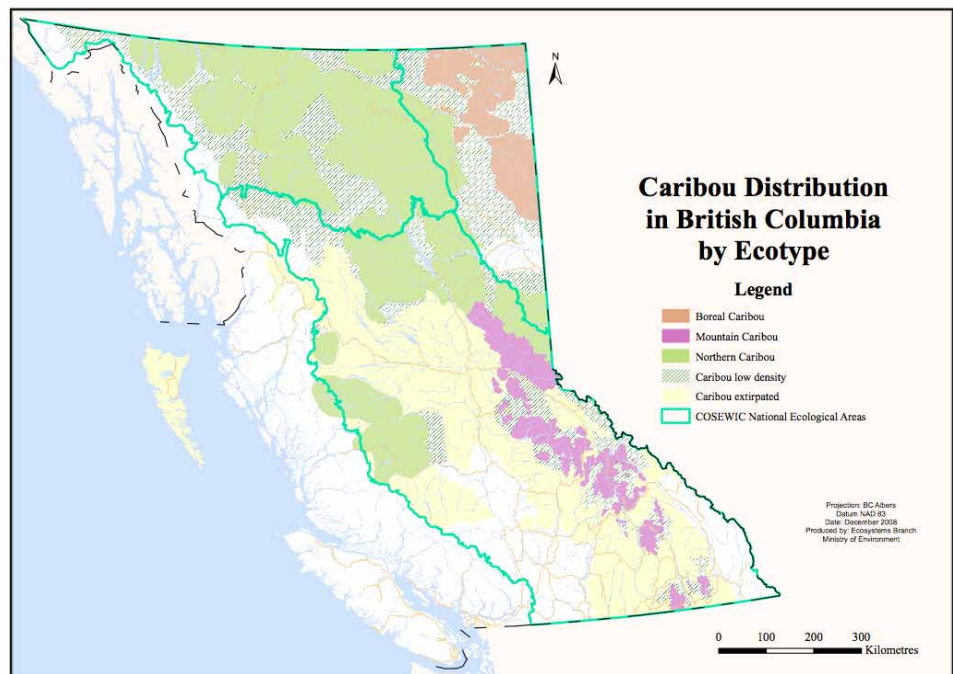 N
Caribou Distribution
in British Columbia
by Ecotype
Legend
Boreal Caribou
Mountain Caribou
Northern Caribou
Caribou low density
Caribou extirpated
COSEWIC National Ecological Areas
Projection: BC Albers
Datum NAD 83
Date: December 2008
Produced by: Ecosystems Branch
Ministry of Environment
0 100 200 300
Kilometres